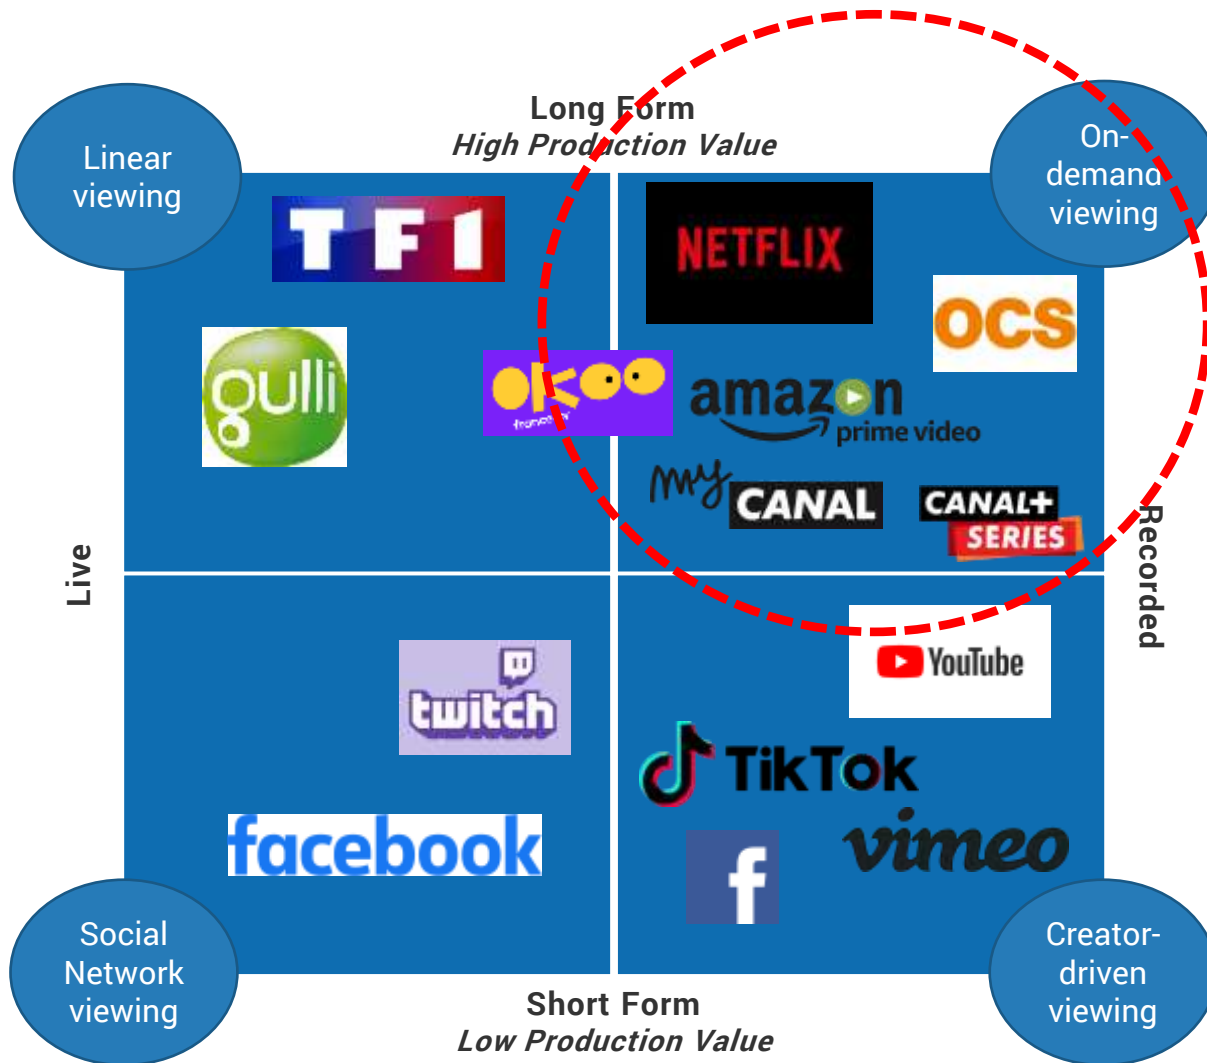 Long Form
High Production Value
Linear
viewing
On-
demand
viewing
TF1
NETFLIX
OCS
gulli
okoo
amazon
prime video
my CANAL
CANAL+
SERIES
Live
Recorded
twitch
YouTube
TikTok
facebook
vimeo
f
Social
Network
viewing
Creator-
driven
viewing
Short Form
Low Production Value